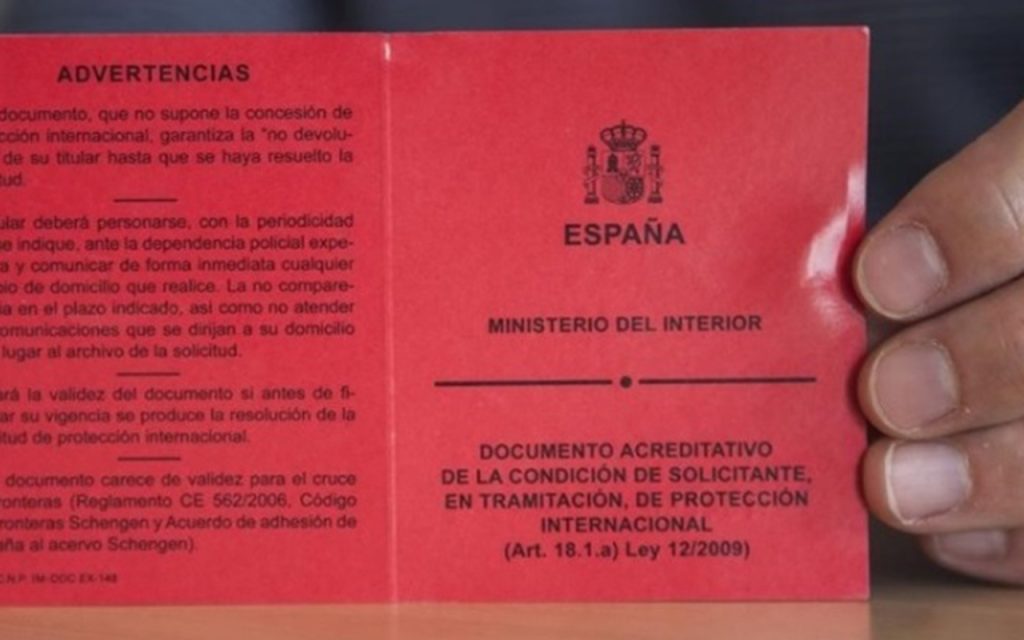 ADVERTENCIAS
documento, que no supone la concesión de
cción internacional, garantiza la "no devolu-
de su titular hasta que se haya resuelto la
tud.
ular deberá personarse, con la periodicidad
se indique, ante la dependencia policial expe-
a y comunicar de forma inmediata cualquier
bio de domicilio que realice. La no compare-
ia en el plazo indicado, así como no atender
comunicaciones que se dirijan a su domicilio
lugar al archivo de la solicitud.
ará la validez del documento si antes de fi-
ar su vigencia se produce la resolución de la
itud de protección internacional.
documento carece de validez para el cruce
ronteras (Reglamento CE 562/2006, Código
ronteras Schengen y Acuerdo de adhesión de
aña al acervo Schengen).
C.N.P. IM-DOC EX-148
ESPAÑA
MINISTERIO DEL INTERIOR
DOCUMENTO ACREDITATIVO
DE LA CONDICIÓN DE SOLICITANTE,
EN TRAMITACIÓN, DE PROTECCIÓN
INTERNACIONAL
(Art. 18.1.a) Ley 12/2009)